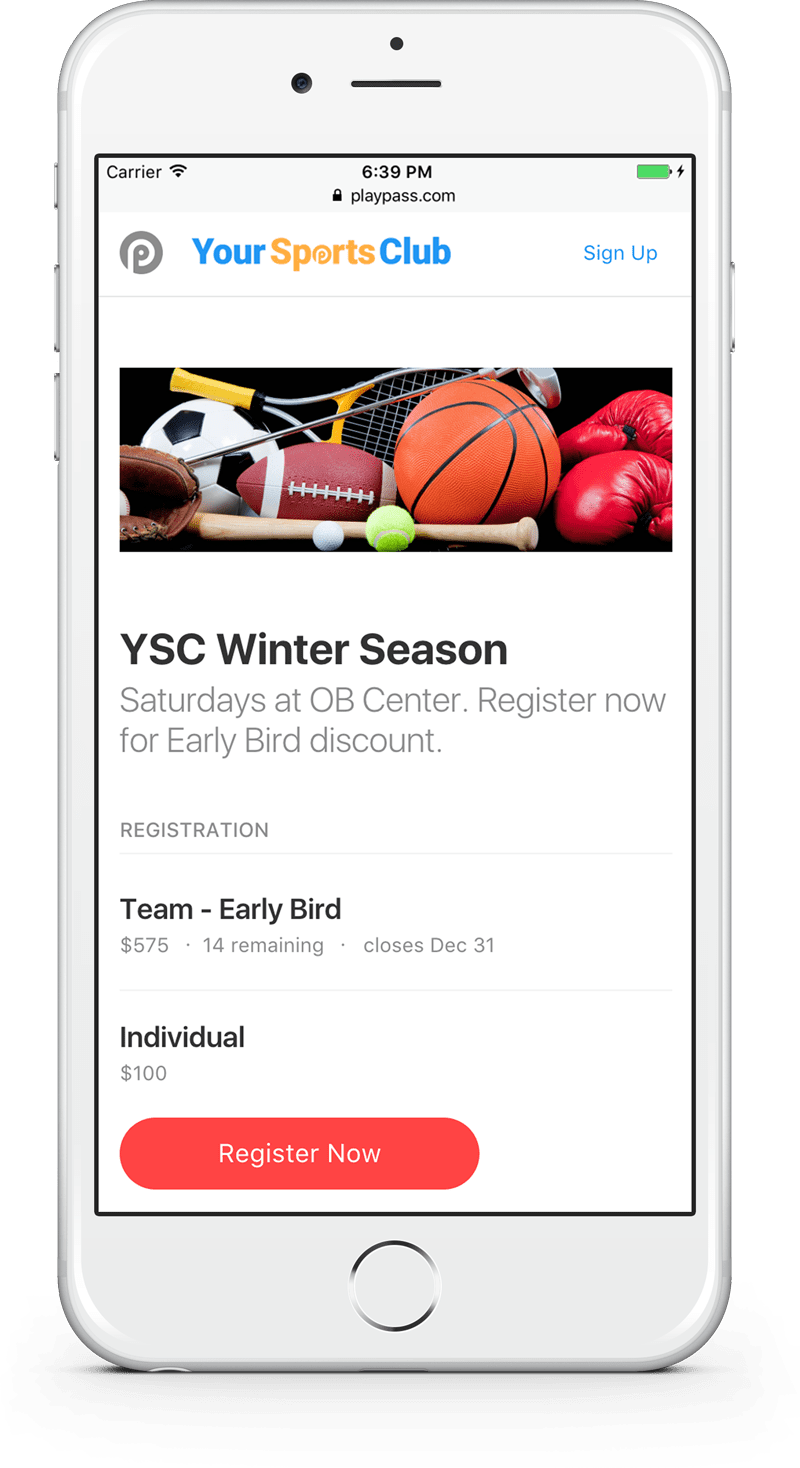 Carrier 6:39 PM
playpass.com
Your Sports Club Sign Up
YSC Winter Season
Saturdays at OB Center. Register now
for Early Bird discount.
REGISTRATION
Team - Early Bird
$575 · 14 remaining · closes Dec 31
Individual
$100
Register Now